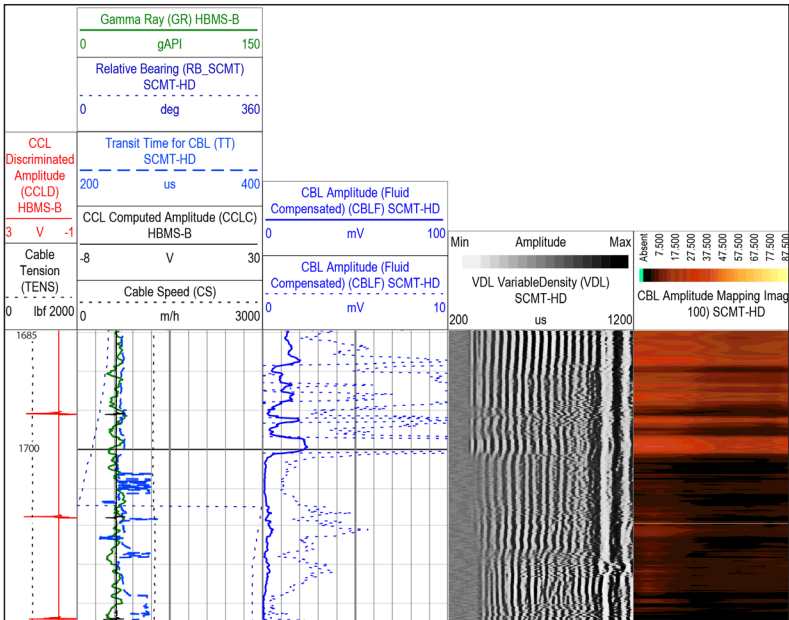 Gamma Ray (GR) HBMS-B
0 gAPI 150
Relative Bearing (RB_SCMT)
SCMT-HD
0 deg 360
CCL
Discriminated
Amplitude
(CCLD)
HBMS-B
3 V -1
Cable
Tension
(TENS)
0 lbf 2000
Transit Time for CBL (TT)
SCMT-HD
200 us 400
CCL Computed Amplitude (CCLC)
HBMS-B
-8 V 30
Cable Speed (CS)
0 m/h 3000
CBL Amplitude (Fluid
Compensated) (CBLF) SCMT-HD
0 mV 100
CBL Amplitude (Fluid
Compensated) (CBLF) SCMT-HD
0 mV 10
Min Amplitude Max
VDL VariableDensity (VDL)
SCMT-HD
200 us 1200
Absent
7.500
17.500
27.500
37.500
47.500
57.500
67.500
77.500
87.500
CBL Amplitude Mapping Imag
100) SCMT-HD
1685
1700